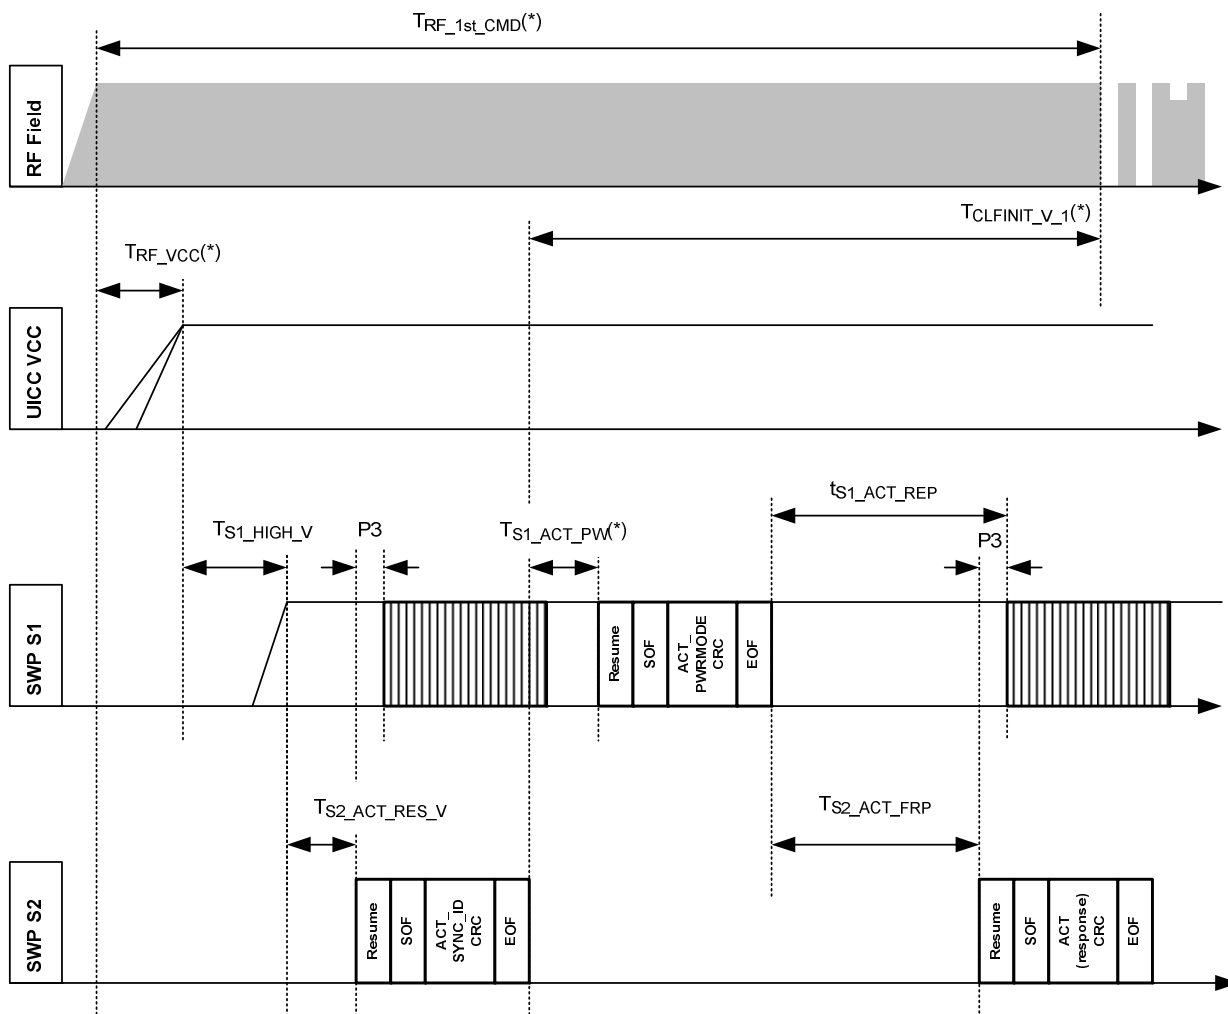 TRF_1st_CMD(*)
RF Field
TCLFINIT_V_1(*)
TRF_VCC(*)
UICC VCC
tS1_ACT_REP
TS1_HIGH_V
P3
TS1_ACT_PW(*)
P3
SWP S1
Resume
SOF
ACT_
PWRMODE
CRC
EOF
TS2_ACT_RES_V
TS2_ACT_FRP
SWP S2
Resume
SOF
ACT_
SYNC_ID
CRC
EOF
Resume
SOF
ACT
(response)
CRC
EOF